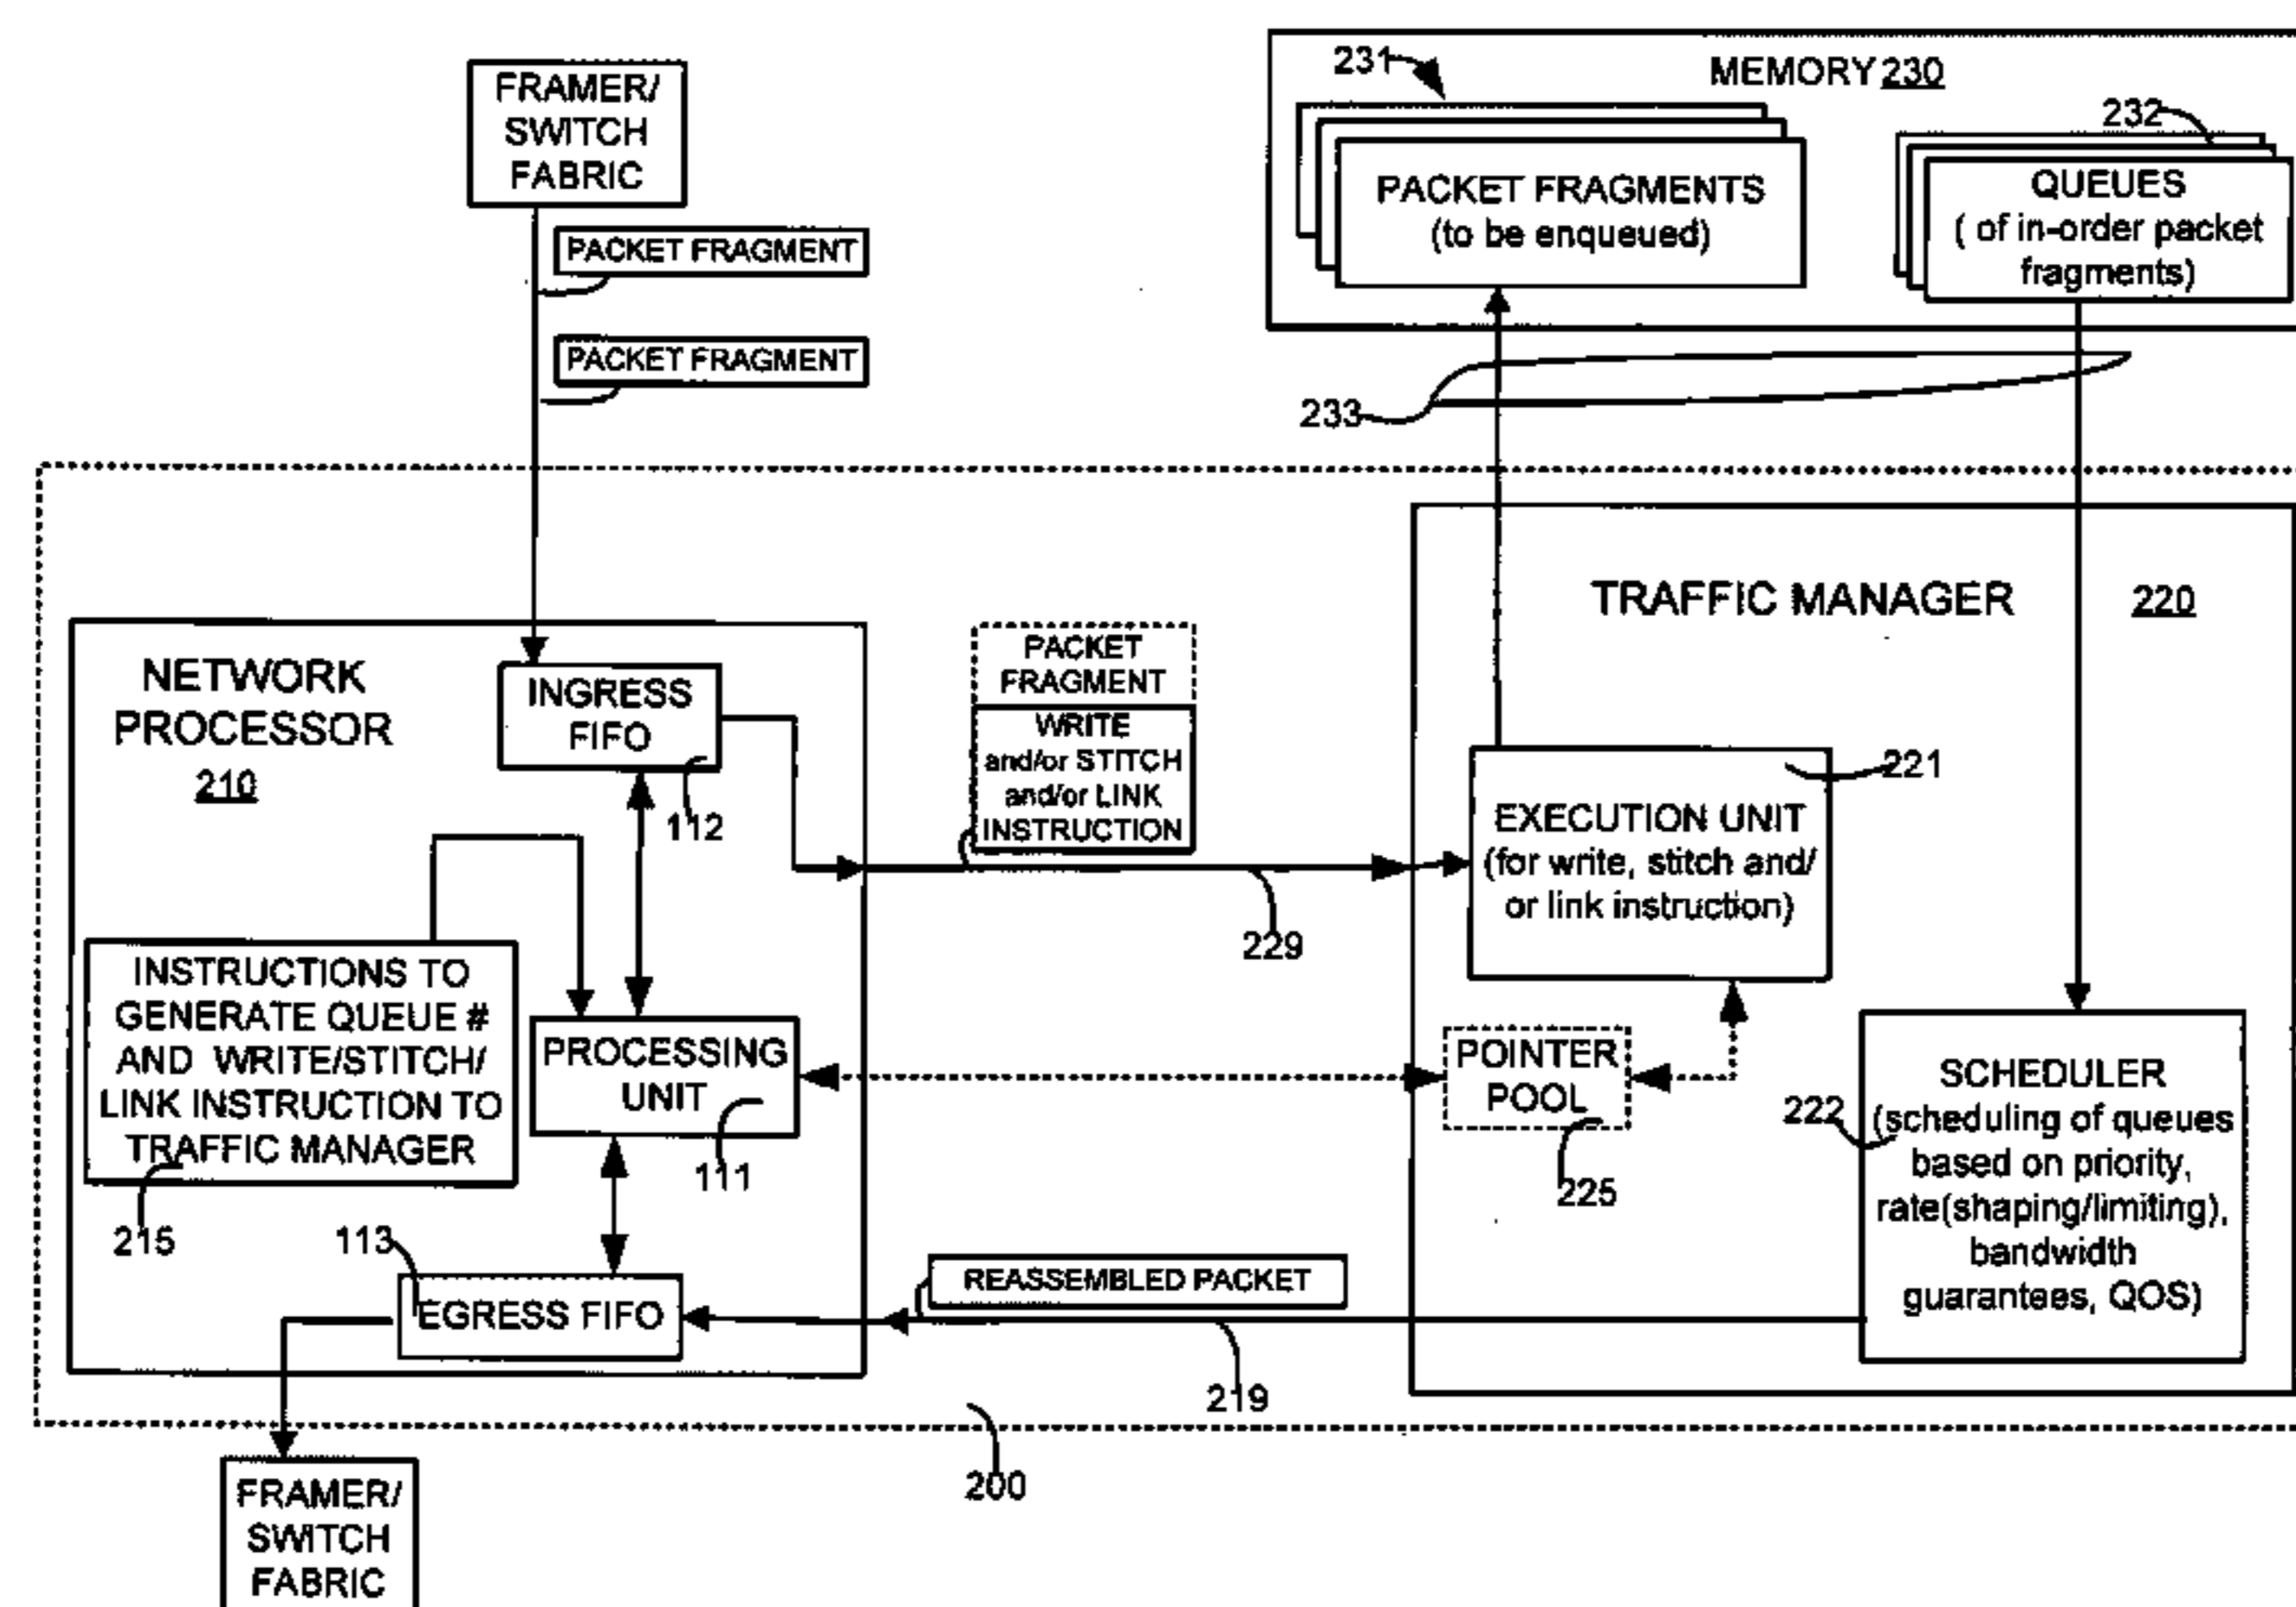 FRAMER/
SWITCH
FABRIC
PACKET FRAGMENT
PACKET FRAGMENT
231
MEMORY 230
232
PACKET FRAGMENTS
(to be enqueued)
QUEUES
( of in-order packet
fragments)
233
NETWORK
PROCESSOR
210
INGRESS
FIFO
112
PACKET
FRAGMENT
WRITE
and/or STITCH
and/or LINK
INSTRUCTION
229
TRAFFIC MANAGER 220
221
EXECUTION UNIT
(for write, stitch and/
or link instruction)
INSTRUCTIONS TO
GENERATE QUEUE #
AND WRITE/STITCH/
LINK INSTRUCTION TO
TRAFFIC MANAGER
215
PROCESSING
UNIT
111
POINTER
POOL
225
222
SCHEDULER
(scheduling of queues
based on priority,
rate(shaping/limiting),
bandwidth
guarantees, QOS)
113
EGRESS FIFO
REASSEMBLED PACKET
219
200
FRAMER/
SWITCH
FABRIC